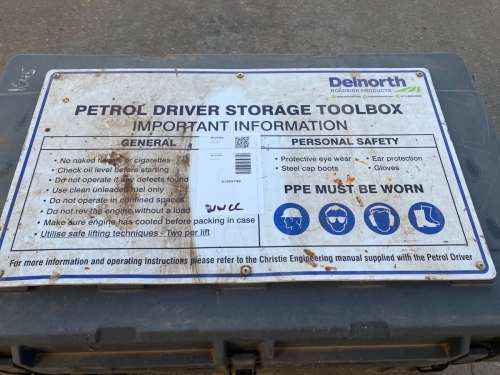 Delnorth
ROADSIDE PRODUCTS
PETROL DRIVER STORAGE TOOLBOX
IMPORTANT INFORMATION
GENERAL
• No naked or cigarettes
• Check oil level before starting
• Do not operate if any defects found
• Use clean unleaded fuel only
• Do not operate in confined spaces
• Do not rev the engine without a load
• Make sure engine has cooled before packing in case
• Utilise safe lifting techniques - Two per lift
PERSONAL SAFETY
• Protective eye wear
• Steel cap boots
• Ear protection
• Gloves
PPE MUST BE WORN
For more information and operating instructions please refer to the Christie Engineering manual supplied with the Petrol Driver